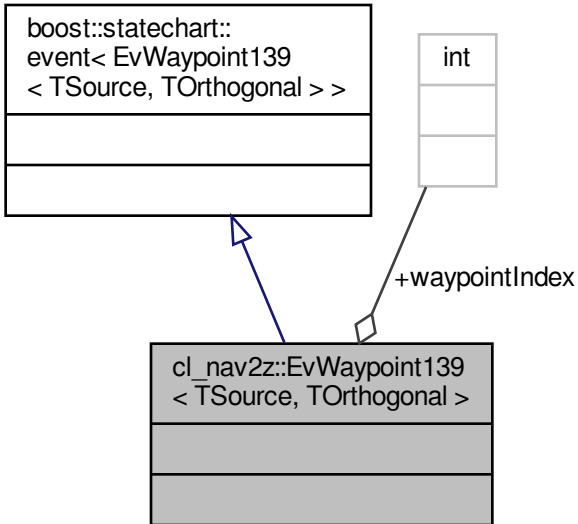 boost::statechart::
event< EvWaypoint139
< TSource, TOrthogonal > >
int
+waypointIndex
cl_nav2z::EvWaypoint139
< TSource, TOrthogonal >